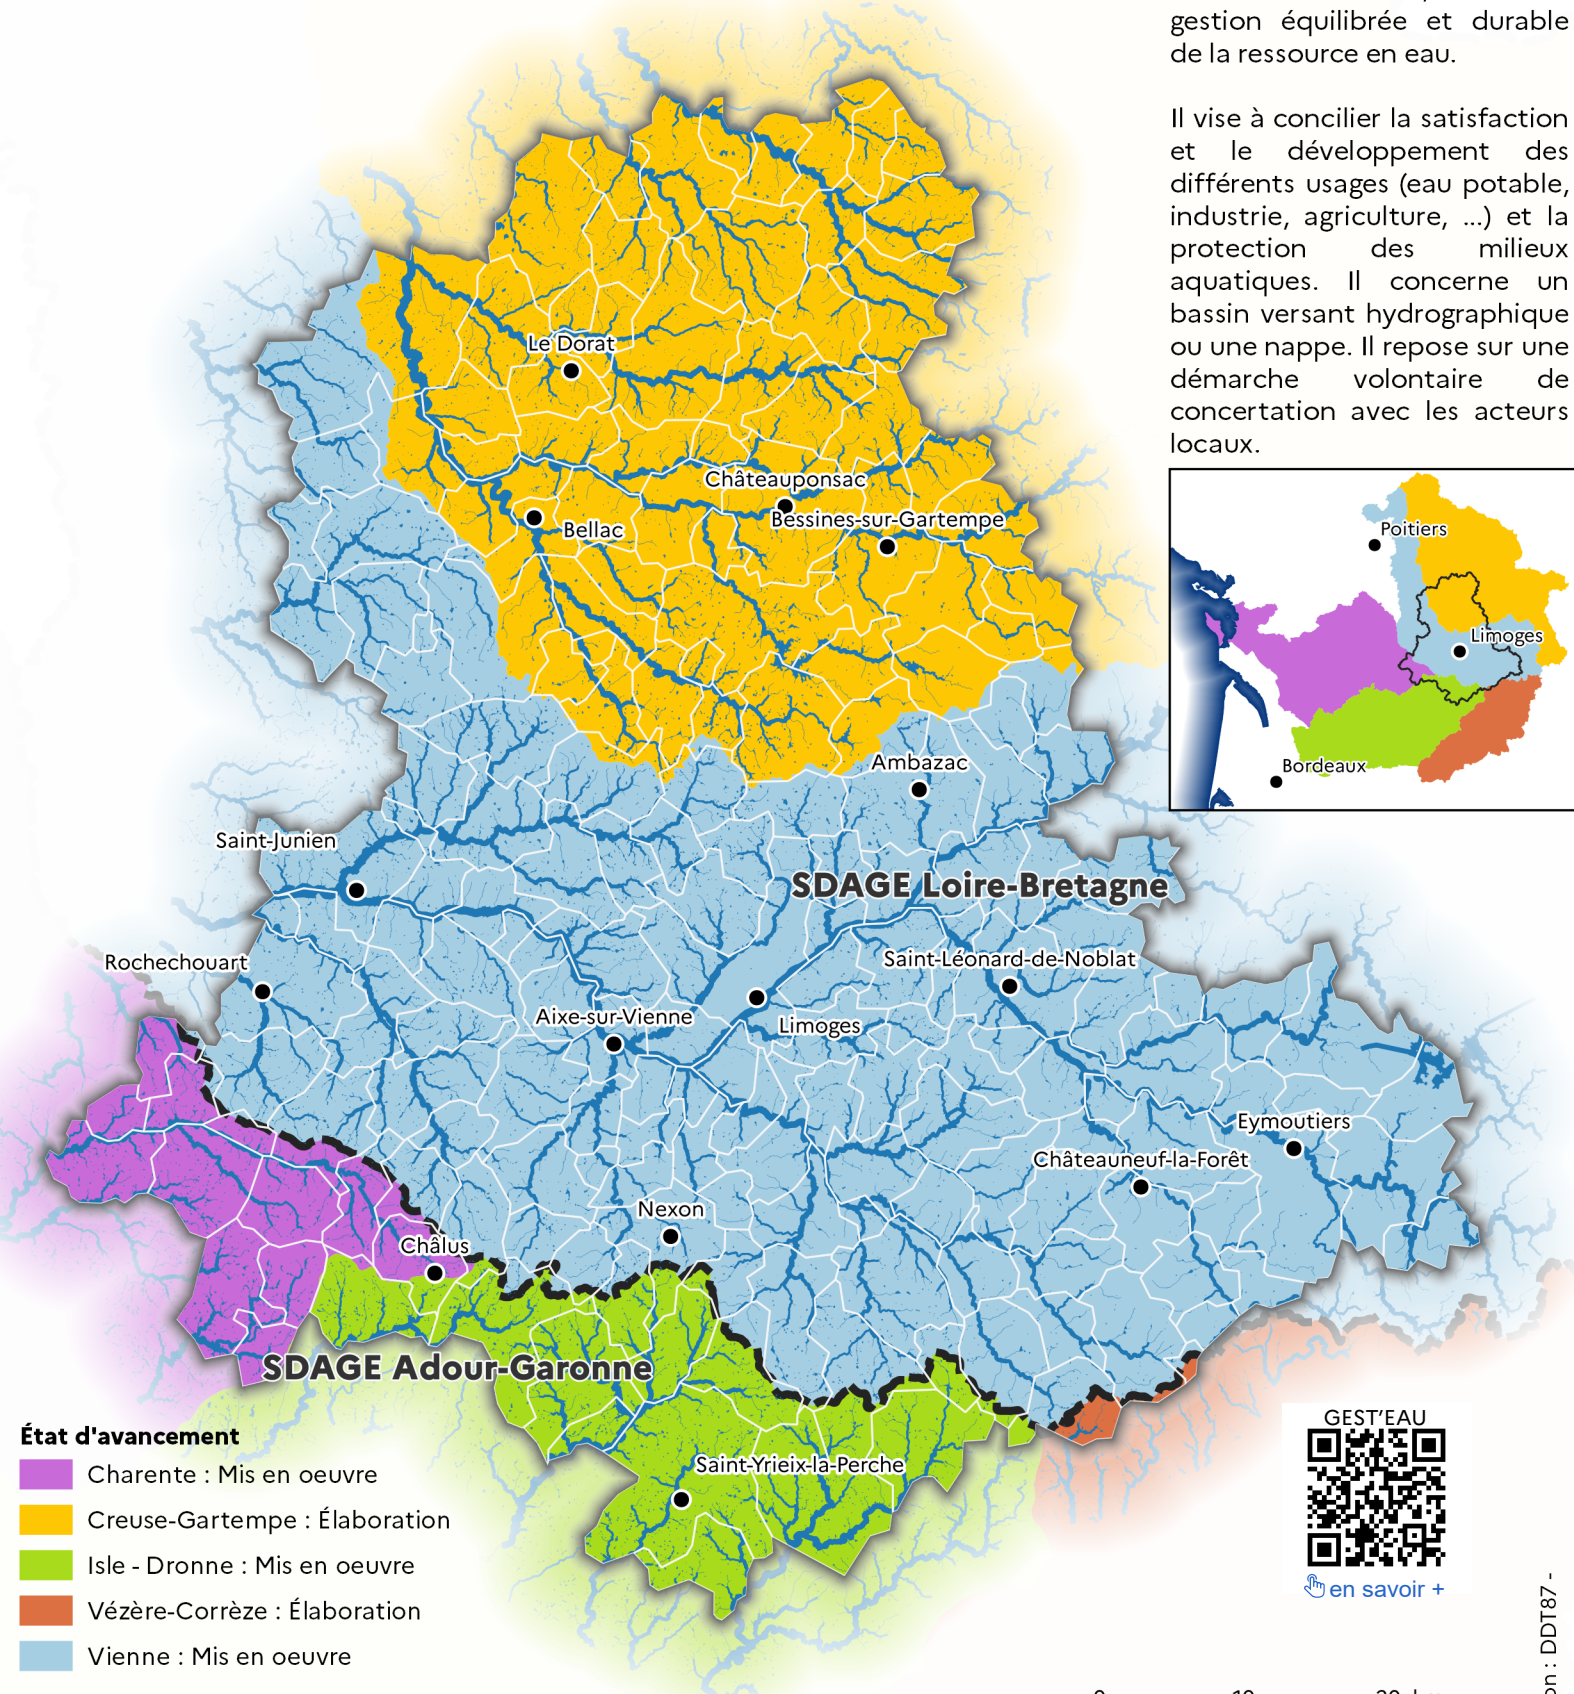 gestion équilibrée et durable
de la ressource en eau.
Il vise à concilier la satisfaction
et le développement des
différents usages (eau potable,
industrie, agriculture, ...) et la
protection des milieux
aquatiques. Il concerne un
bassin versant hydrographique
ou une nappe. Il repose sur une
démarche volontaire de
concertation avec les acteurs
locaux.
Poitiers
Limoges
Bordeaux
Le Dorat
Châteauponsac
Bessines-sur-Gartempe
Bellac
Ambazac
Saint-Junien
SDAGE Loire-Bretagne
Rochechouart
Saint-Léonard-de-Noblat
Aixe-sur-Vienne
Limoges
Eymoutiers
Châteauneuf-la-Forêt
Nexon
Châlus
SDAGE Adour-Garonne
Saint-Yrieix-la-Perche
État d'avancement
Charente : Mis en oeuvre
Creuse-Gartempe : Élaboration
Isle - Dronne : Mis en oeuvre
Vézère-Corrèze : Élaboration
Vienne : Mis en oeuvre
GEST'EAU
en savoir +
: DDT87 -